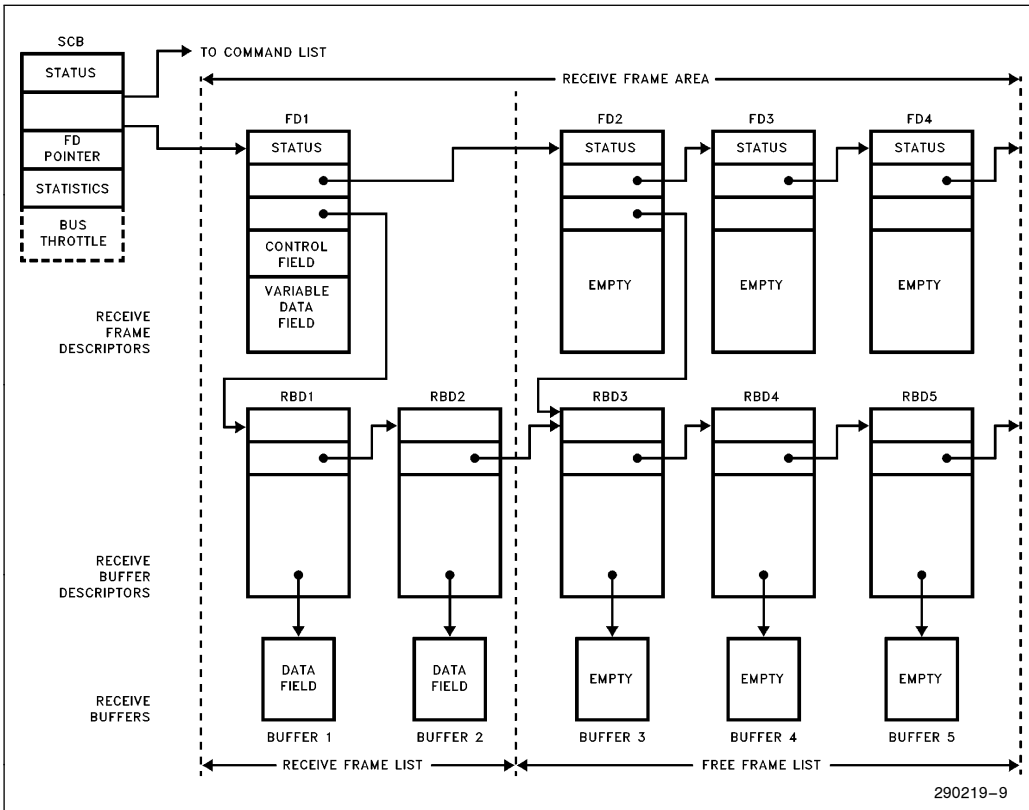 SCB
STATUS
FD
POINTER
STATISTICS
BUS
THROTTLE
TO COMMAND LIST
RECEIVE FRAME AREA
FD1
STATUS
CONTROL
FIELD
VARIABLE
DATA
FIELD
FD2
STATUS
EMPTY
FD3
STATUS
EMPTY
FD4
STATUS
EMPTY
RECEIVE
FRAME
DESCRIPTORS
RBD1
RBD2
RBD3
RBD4
RBD5
RECEIVE
BUFFER
DESCRIPTORS
DATA
FIELD
DATA
FIELD
EMPTY
EMPTY
EMPTY
RECEIVE
BUFFERS
BUFFER 1
BUFFER 2
BUFFER 3
BUFFER 4
BUFFER 5
RECEIVE FRAME LIST
FREE FRAME LIST
290219–9